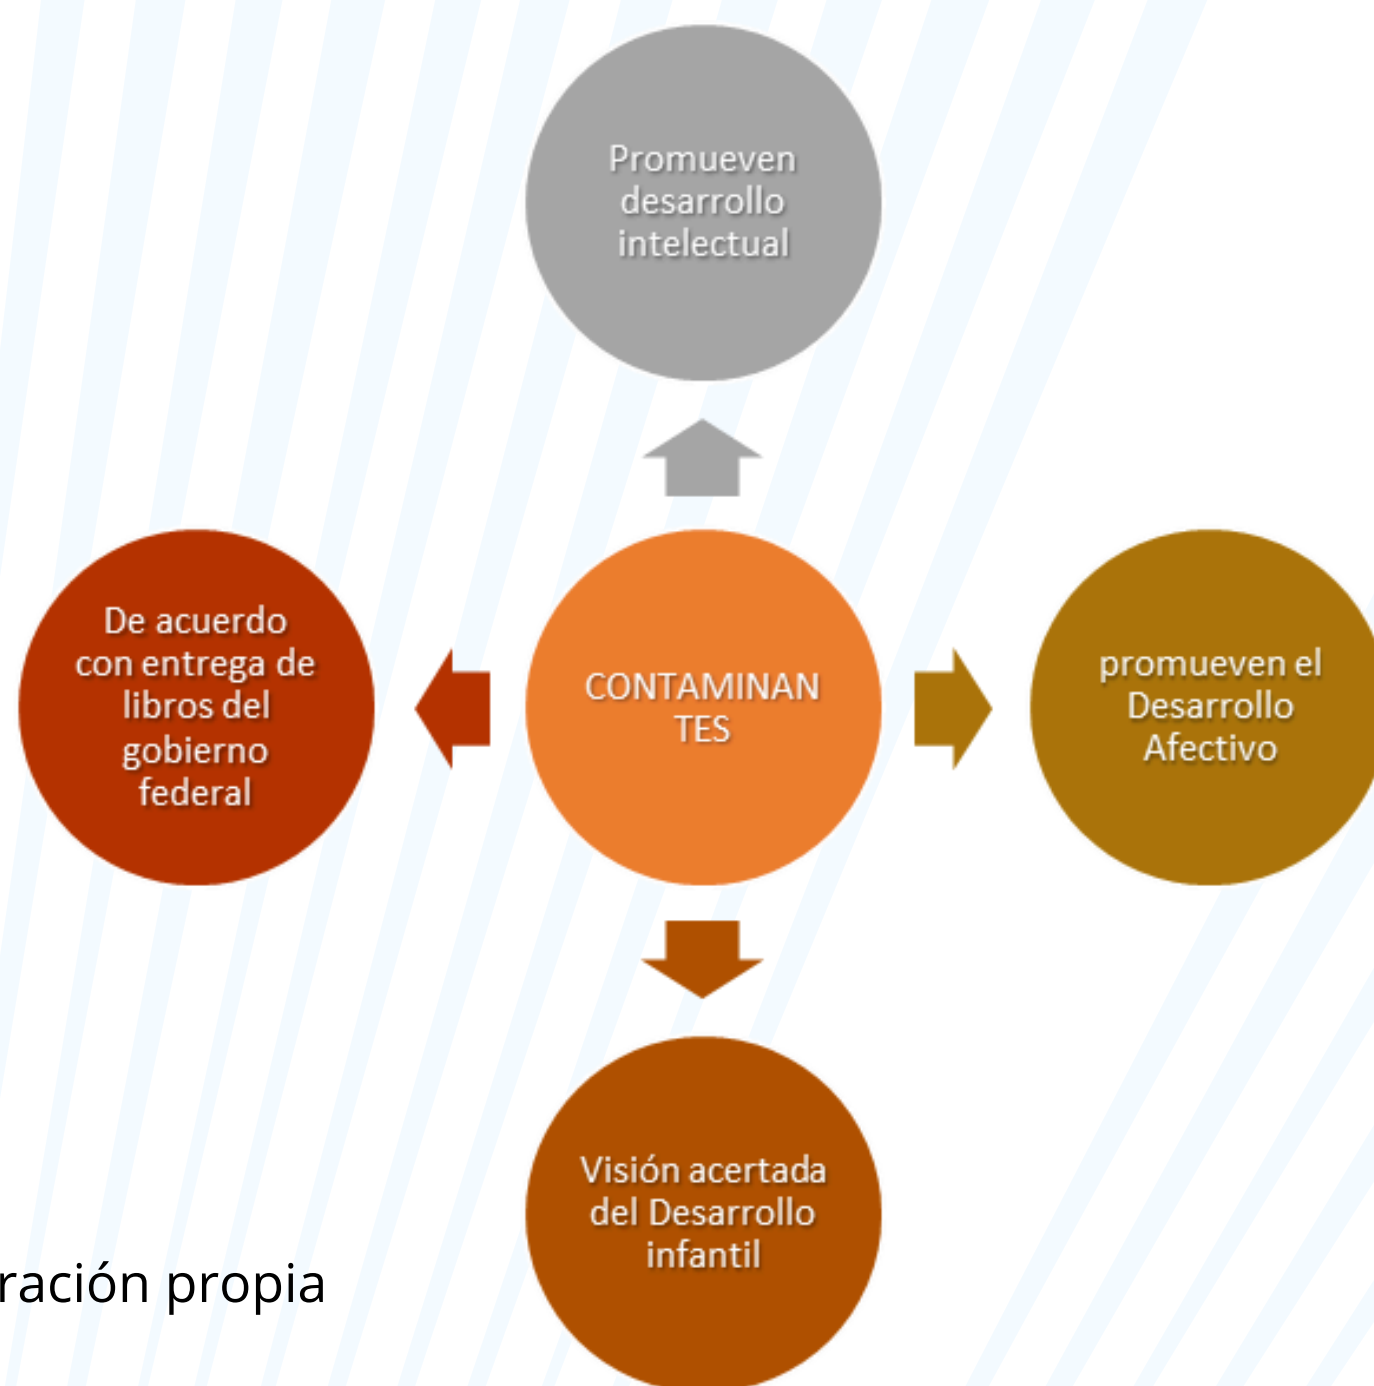 Promueven
desarrollo
intelectual
De acuerdo
con entrega de
libros del
gobierno
federal
CONTAMINAN
TES
promueven el
Desarrollo
Afectivo
Visión acertada
del Desarrollo
infantil
ración propia